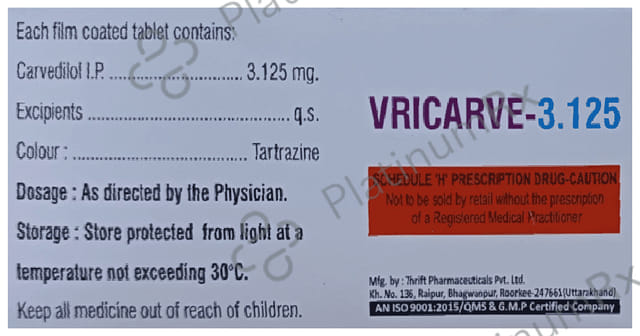 Each film coated tablet contains:
Carvedilol I.P. .......................... 3.125 mg.
Excipients .......................................... q.s.
Colour : ..................................... Tartrazine
Dosage : As directed by the Physician.
Storage : Store protected from light at a
temperature not exceeding 30°C.
Keep all medicine out of reach of children.
VRICARVE-3.125
SCHEDULE 'H' PRESCRIPTION DRUG-CAUTION
Not to be sold by retail without the prescription
of a Registered Medical Practitioner
Mfg. by : Thrift Pharmaceuticals Pvt. Ltd.
Kh. No. 136, Raipur, Bhagwanpur, Roorkee-247661(Uttarakhand)
AN ISO 9001:2015/QMS & G.M.P Certified Company
PlatinumRx
PlatinumRx
PlatinumRx